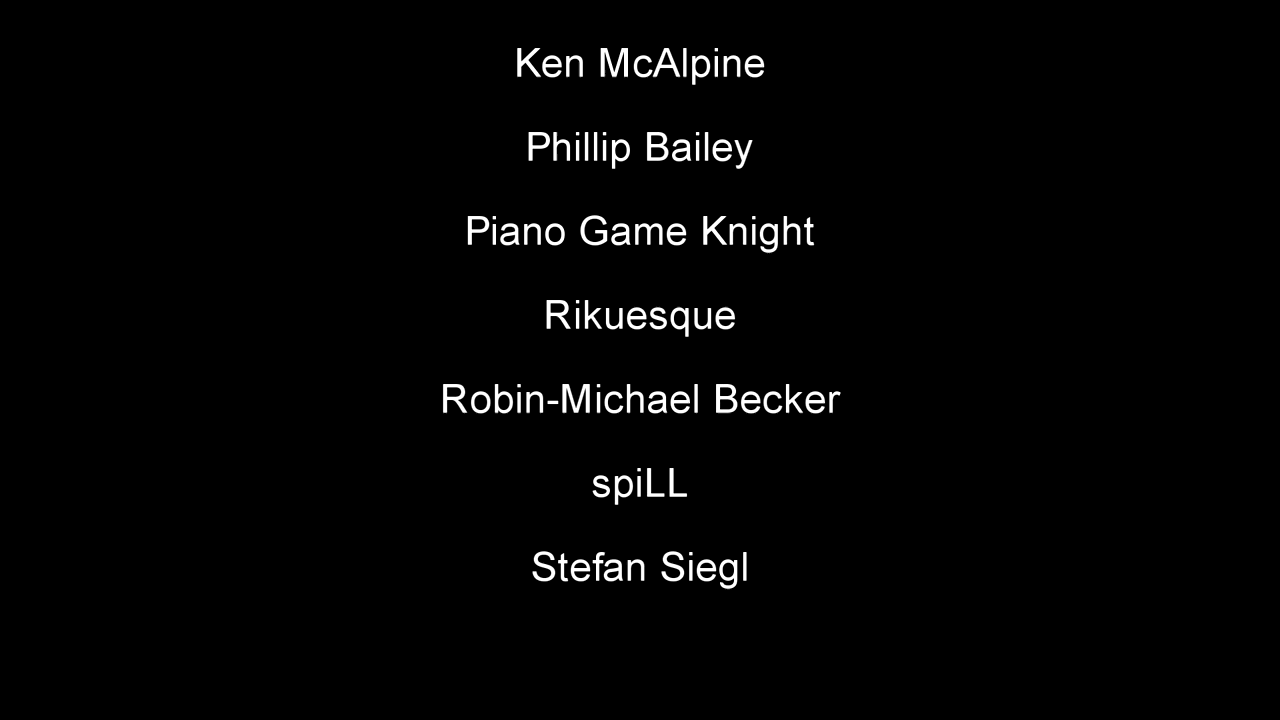 Ken McAlpine
Phillip Bailey
Piano Game Knight
Rikuesque
Robin-Michael Becker
spiLL
Stefan Siegl